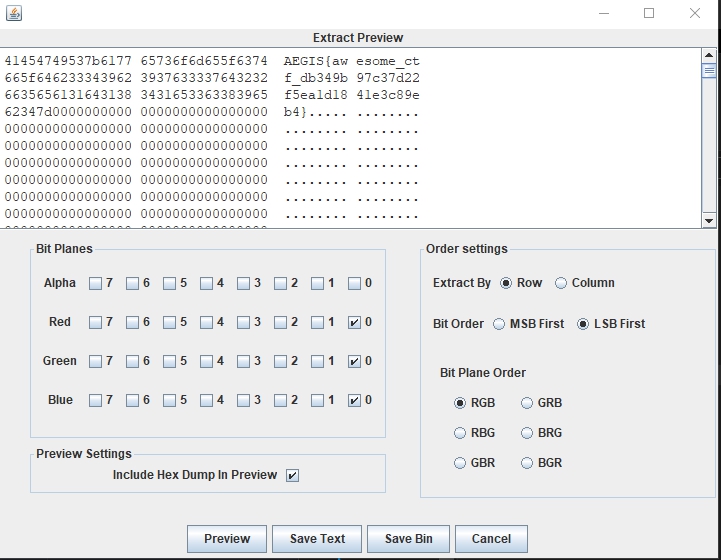 Extract Preview
41454749537b6177 65736f6d655f6374 AEGIS{aw esome_ct
665f646233343962 3937633337643232 f_db349b 97c37d22
6635656131643138 3431653363383965 f5ea1d18 41e3c89e
62347d0000000000 0000000000000000 b4}..... ........
0000000000000000 0000000000000000 ........ ........
0000000000000000 0000000000000000 ........ ........
0000000000000000 0000000000000000 ........ ........
0000000000000000 0000000000000000 ........ ........
0000000000000000 0000000000000000 ........ ........
0000000000000000 0000000000000000 ........ ........
Bit Planes
Alpha 7 6 5 4 3 2 1 0
Red 7 6 5 4 3 2 1 0
Green 7 6 5 4 3 2 1 0
Blue 7 6 5 4 3 2 1 0
Preview Settings
Include Hex Dump In Preview
Order settings
Extract By Row Column
Bit Order MSB First LSB First
Bit Plane Order
RGB GRB
RBG BRG
GBR BGR
Preview Save Text Save Bin Cancel